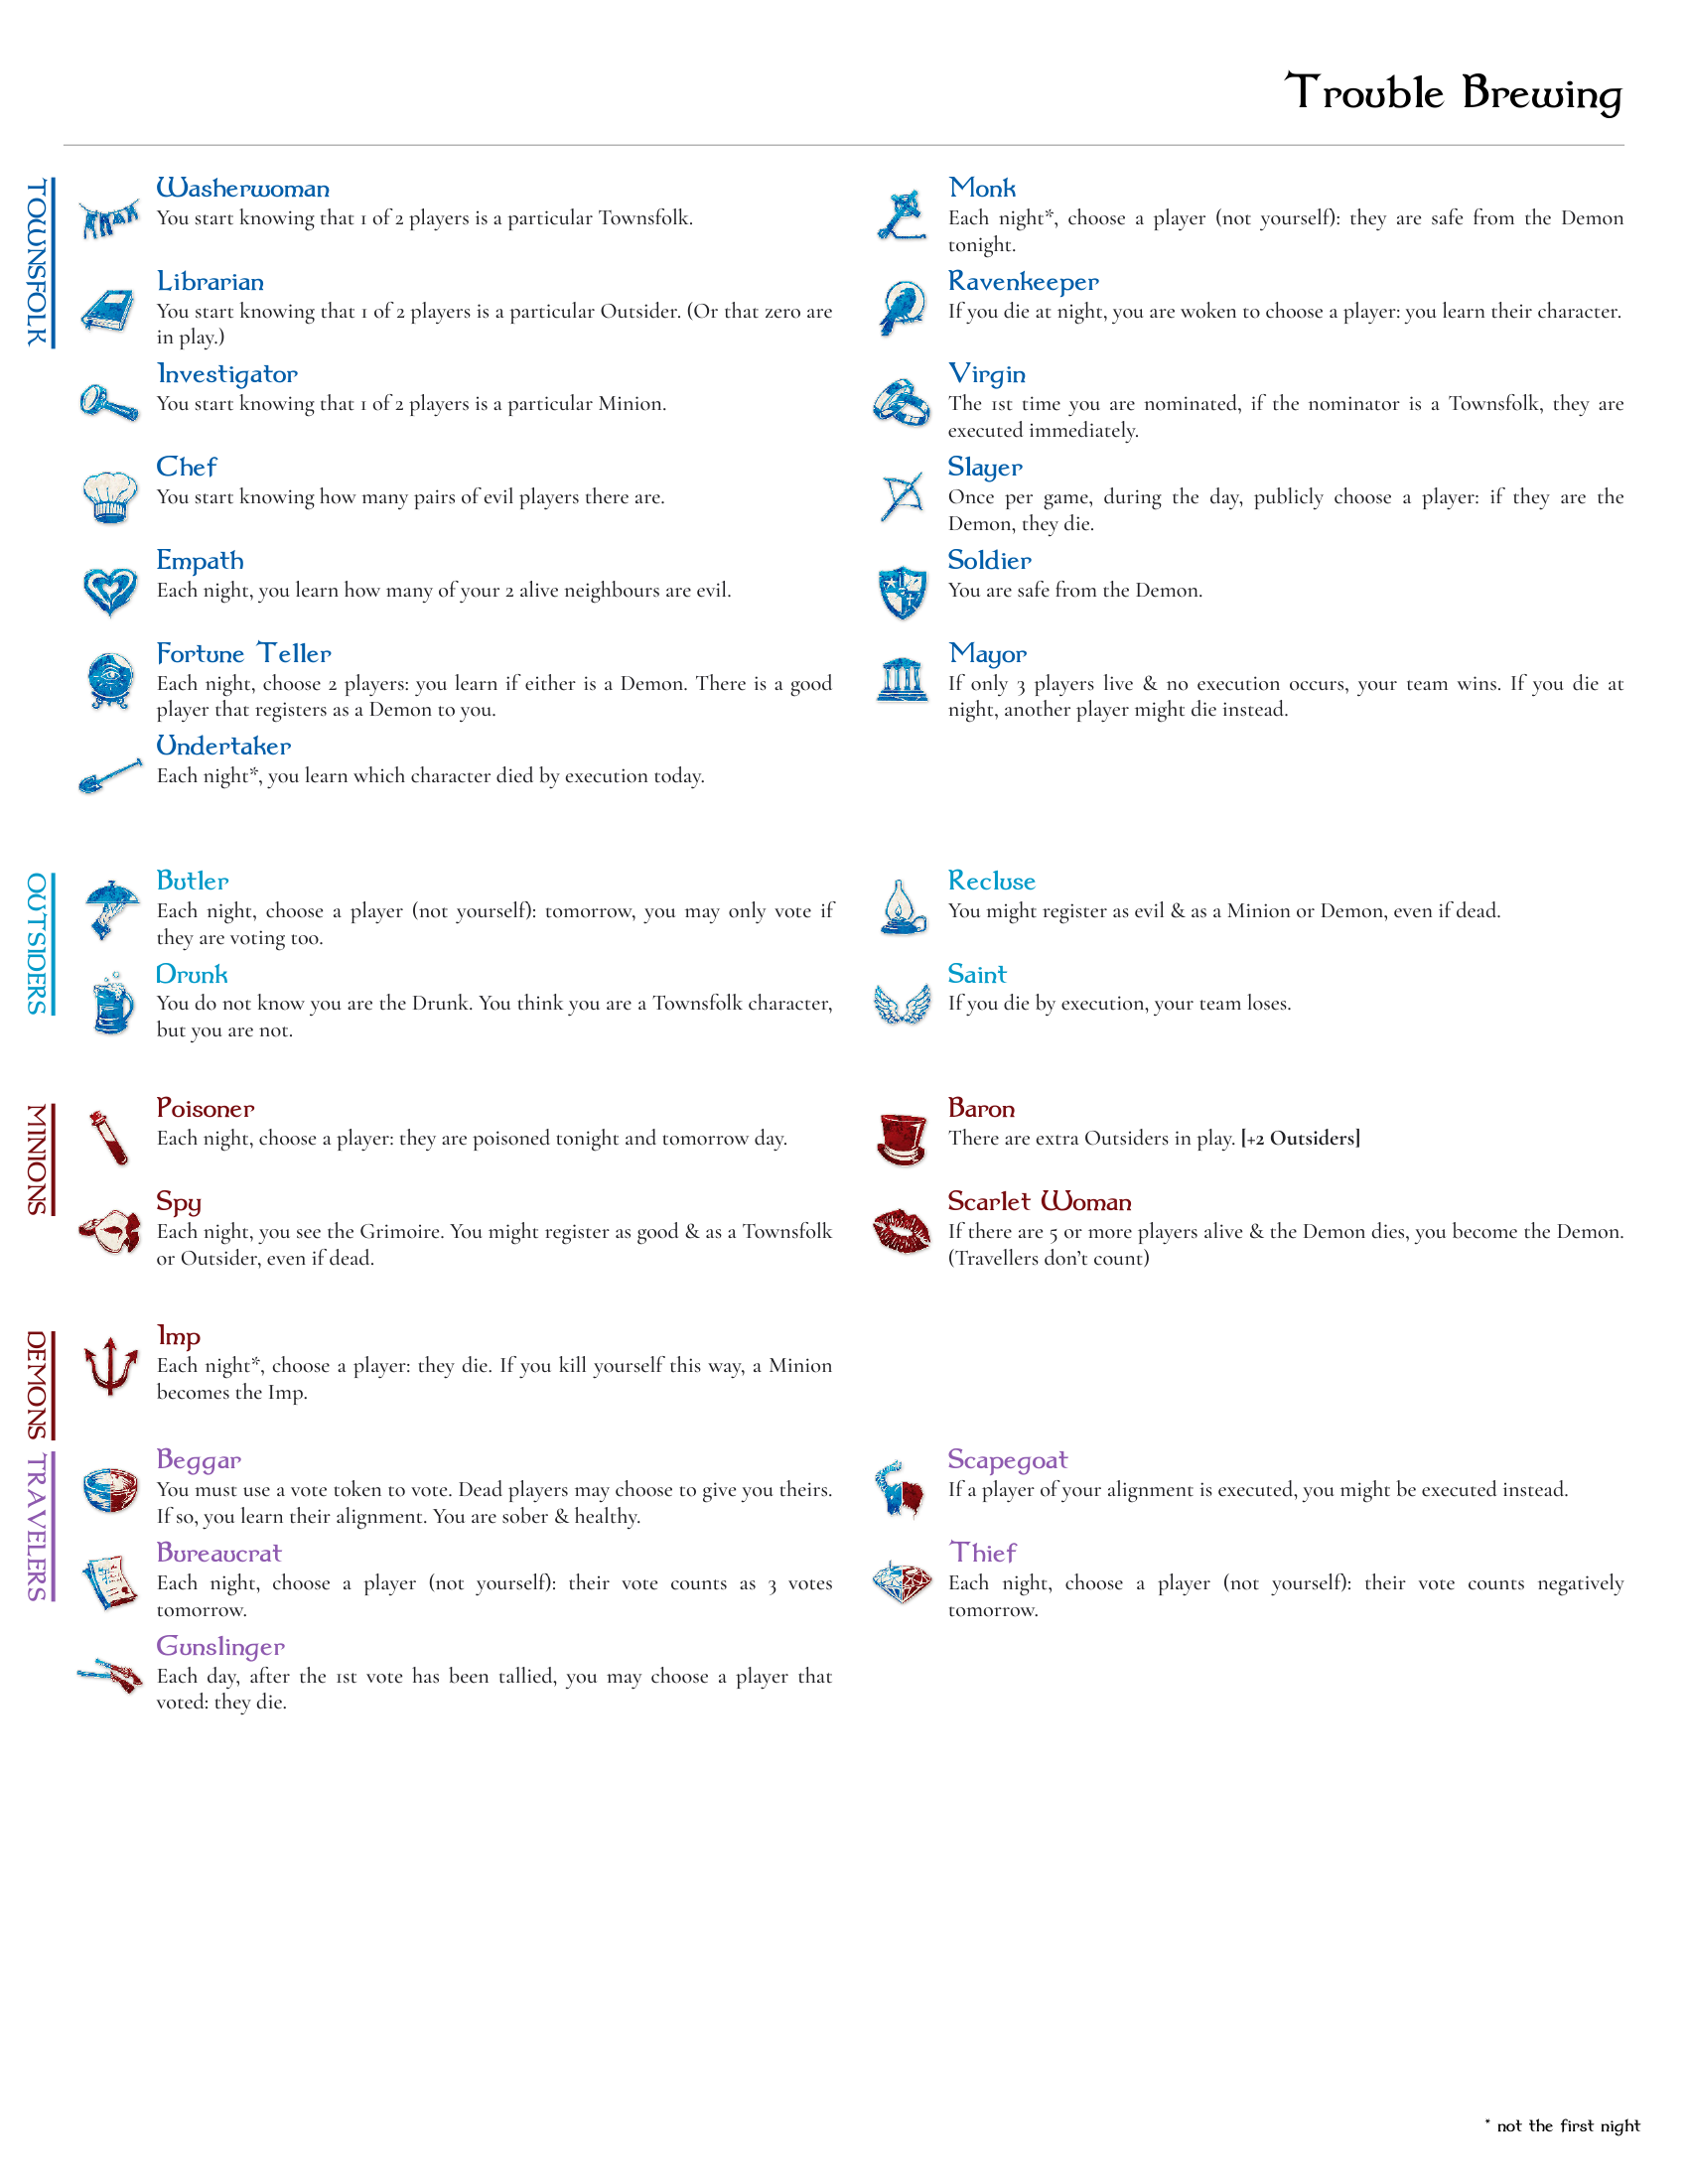 Trouble Brewing
TOWNSFOLK
Washerwoman
You start knowing that 1 of 2 players is a particular Townsfolk.
Librarian
You start knowing that 1 of 2 players is a particular Outsider. (Or that zero are
in play.)
Investigator
You start knowing that 1 of 2 players is a particular Minion.
Chef
You start knowing how many pairs of evil players there are.
Empath
Each night, you learn how many of your 2 alive neighbours are evil.
Fortune Teller
Each night, choose 2 players: you learn if either is a Demon. There is a good
player that registers as a Demon to you.
Undertaker
Each night*, you learn which character died by execution today.
Monk
Each night*, choose a player (not yourself): they are safe from the Demon
tonight.
Ravenkeeper
If you die at night, you are woken to choose a player: you learn their character.
Virgin
The 1st time you are nominated, if the nominator is a Townsfolk, they are
executed immediately.
Slayer
Once per game, during the day, publicly choose a player: if they are the
Demon, they die.
Soldier
You are safe from the Demon.
Mayor
If only 3 players live & no execution occurs, your team wins. If you die at
night, another player might die instead.
OUTSIDERS
Butler
Each night, choose a player (not yourself): tomorrow, you may only vote if
they are voting too.
Drunk
You do not know you are the Drunk. You think you are a Townsfolk character,
but you are not.
Recluse
You might register as evil & as a Minion or Demon, even if dead.
Saint
If you die by execution, your team loses.
MINIONS
Poisoner
Each night, choose a player: they are poisoned tonight and tomorrow day.
Spy
Each night, you see the Grimoire. You might register as good & as a Townsfolk
or Outsider, even if dead.
Baron
There are extra Outsiders in play. [+2 Outsiders]
Scarlet Woman
If there are 5 or more players alive & the Demon dies, you become the Demon.
(Travellers don't count)
DEMONS
Imp
Each night*, choose a player: they die. If you kill yourself this way, a Minion
becomes the Imp.
TRAVELERS
Beggar
You must use a vote token to vote. Dead players may choose to give you theirs.
If so, you learn their alignment. You are sober & healthy.
Bureaucrat
Each night, choose a player (not yourself): their vote counts as 3 votes
tomorrow.
Gunslinger
Each day, after the 1st vote has been tallied, you may choose a player that
voted: they die.
Scapegoat
If a player of your alignment is executed, you might be executed instead.
Thief
Each night, choose a player (not yourself): their vote counts negatively
tomorrow.
* not the first night